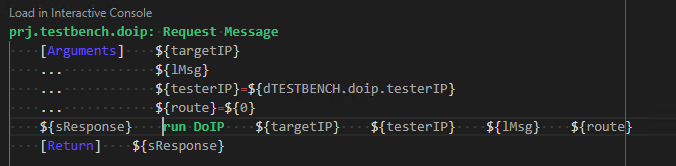 Load in Interactive Console
prj.testbench.doip: Request Message
[Arguments] ${targetIP}
... ${lMsg}
... ${testerIP}=${dTESTBENCH.doip.testerIP}
... ${route}=${0}
${sResponse} run DoIP ${targetIP} ${testerIP} ${lMsg} ${route}
[Return] ${sResponse}